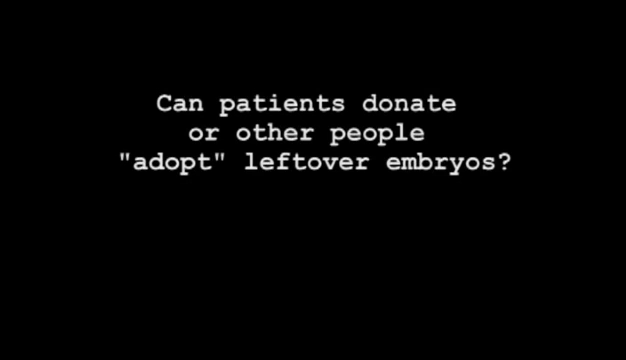 Can patients donate
or other people
"adopt" leftover embryos?